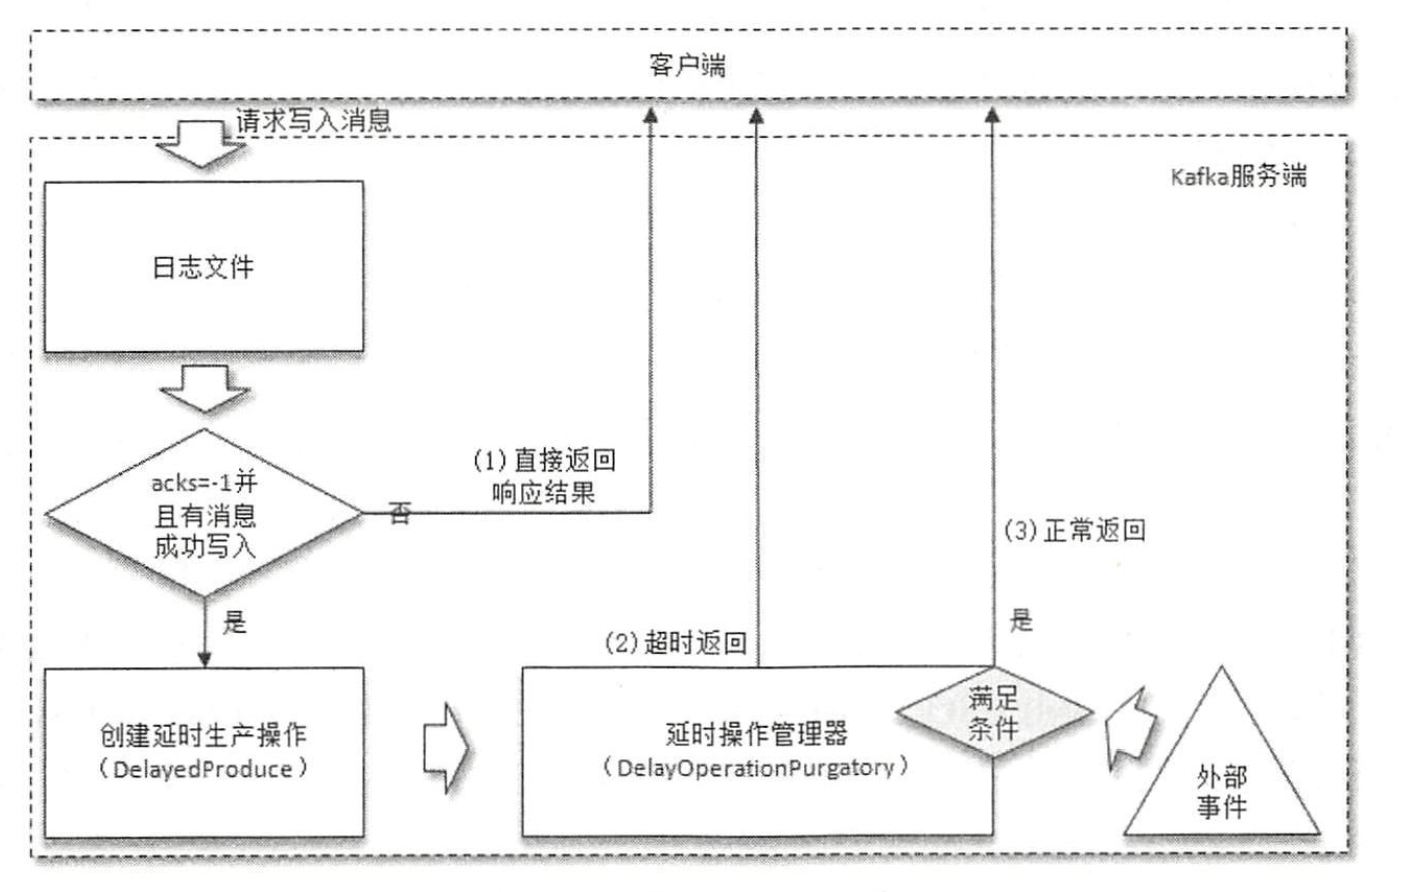 客户端
请求写入消息
Kafka服务端
日志文件
(1)直接返回
响应结果
acks=-1并
且有消息
成功写入
否
(3)正常返回
是
是
(2)超时返回
满足
条件
创建延时生产操作
（DelayedProduce）
延时操作管理器
（DelayOperationPurgatory）
外部
事件